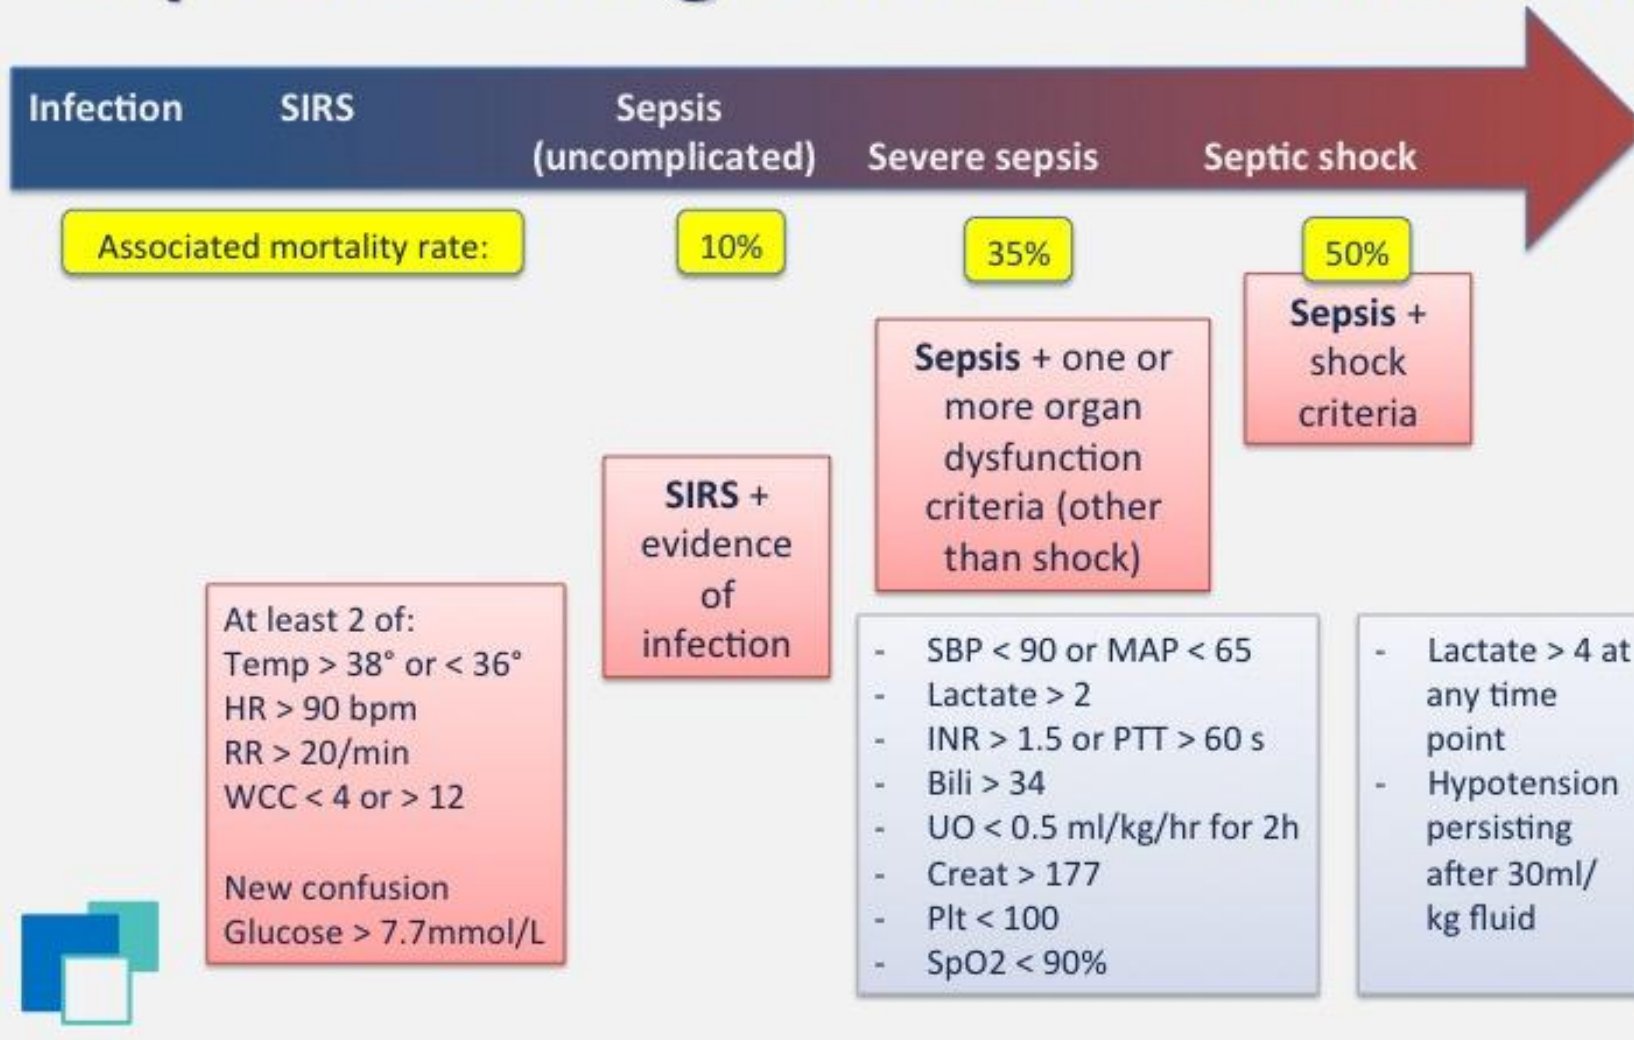 Infection
SIRS
Sepsis
(uncomplicated)
Severe sepsis
Septic shock
Associated mortality rate:
10%
35%
50%
At least 2 of:
Temp > 38° or < 36°
HR > 90 bpm
RR > 20/min
WCC < 4 or > 12
New confusion
Glucose > 7.7mmol/L
SIRS +
evidence
of
infection
Sepsis + one or
more organ
dysfunction
criteria (other
than shock)
- SBP < 90 or MAP < 65
- Lactate > 2
- INR > 1.5 or PTT > 60 s
- Bili > 34
- UO < 0.5 ml/kg/hr for 2h
- Creat > 177
- Plt < 100
- SpO2 < 90%
Sepsis +
shock
criteria
- Lactate > 4 at
any time
point
- Hypotension
persisting
after 30ml/
kg fluid